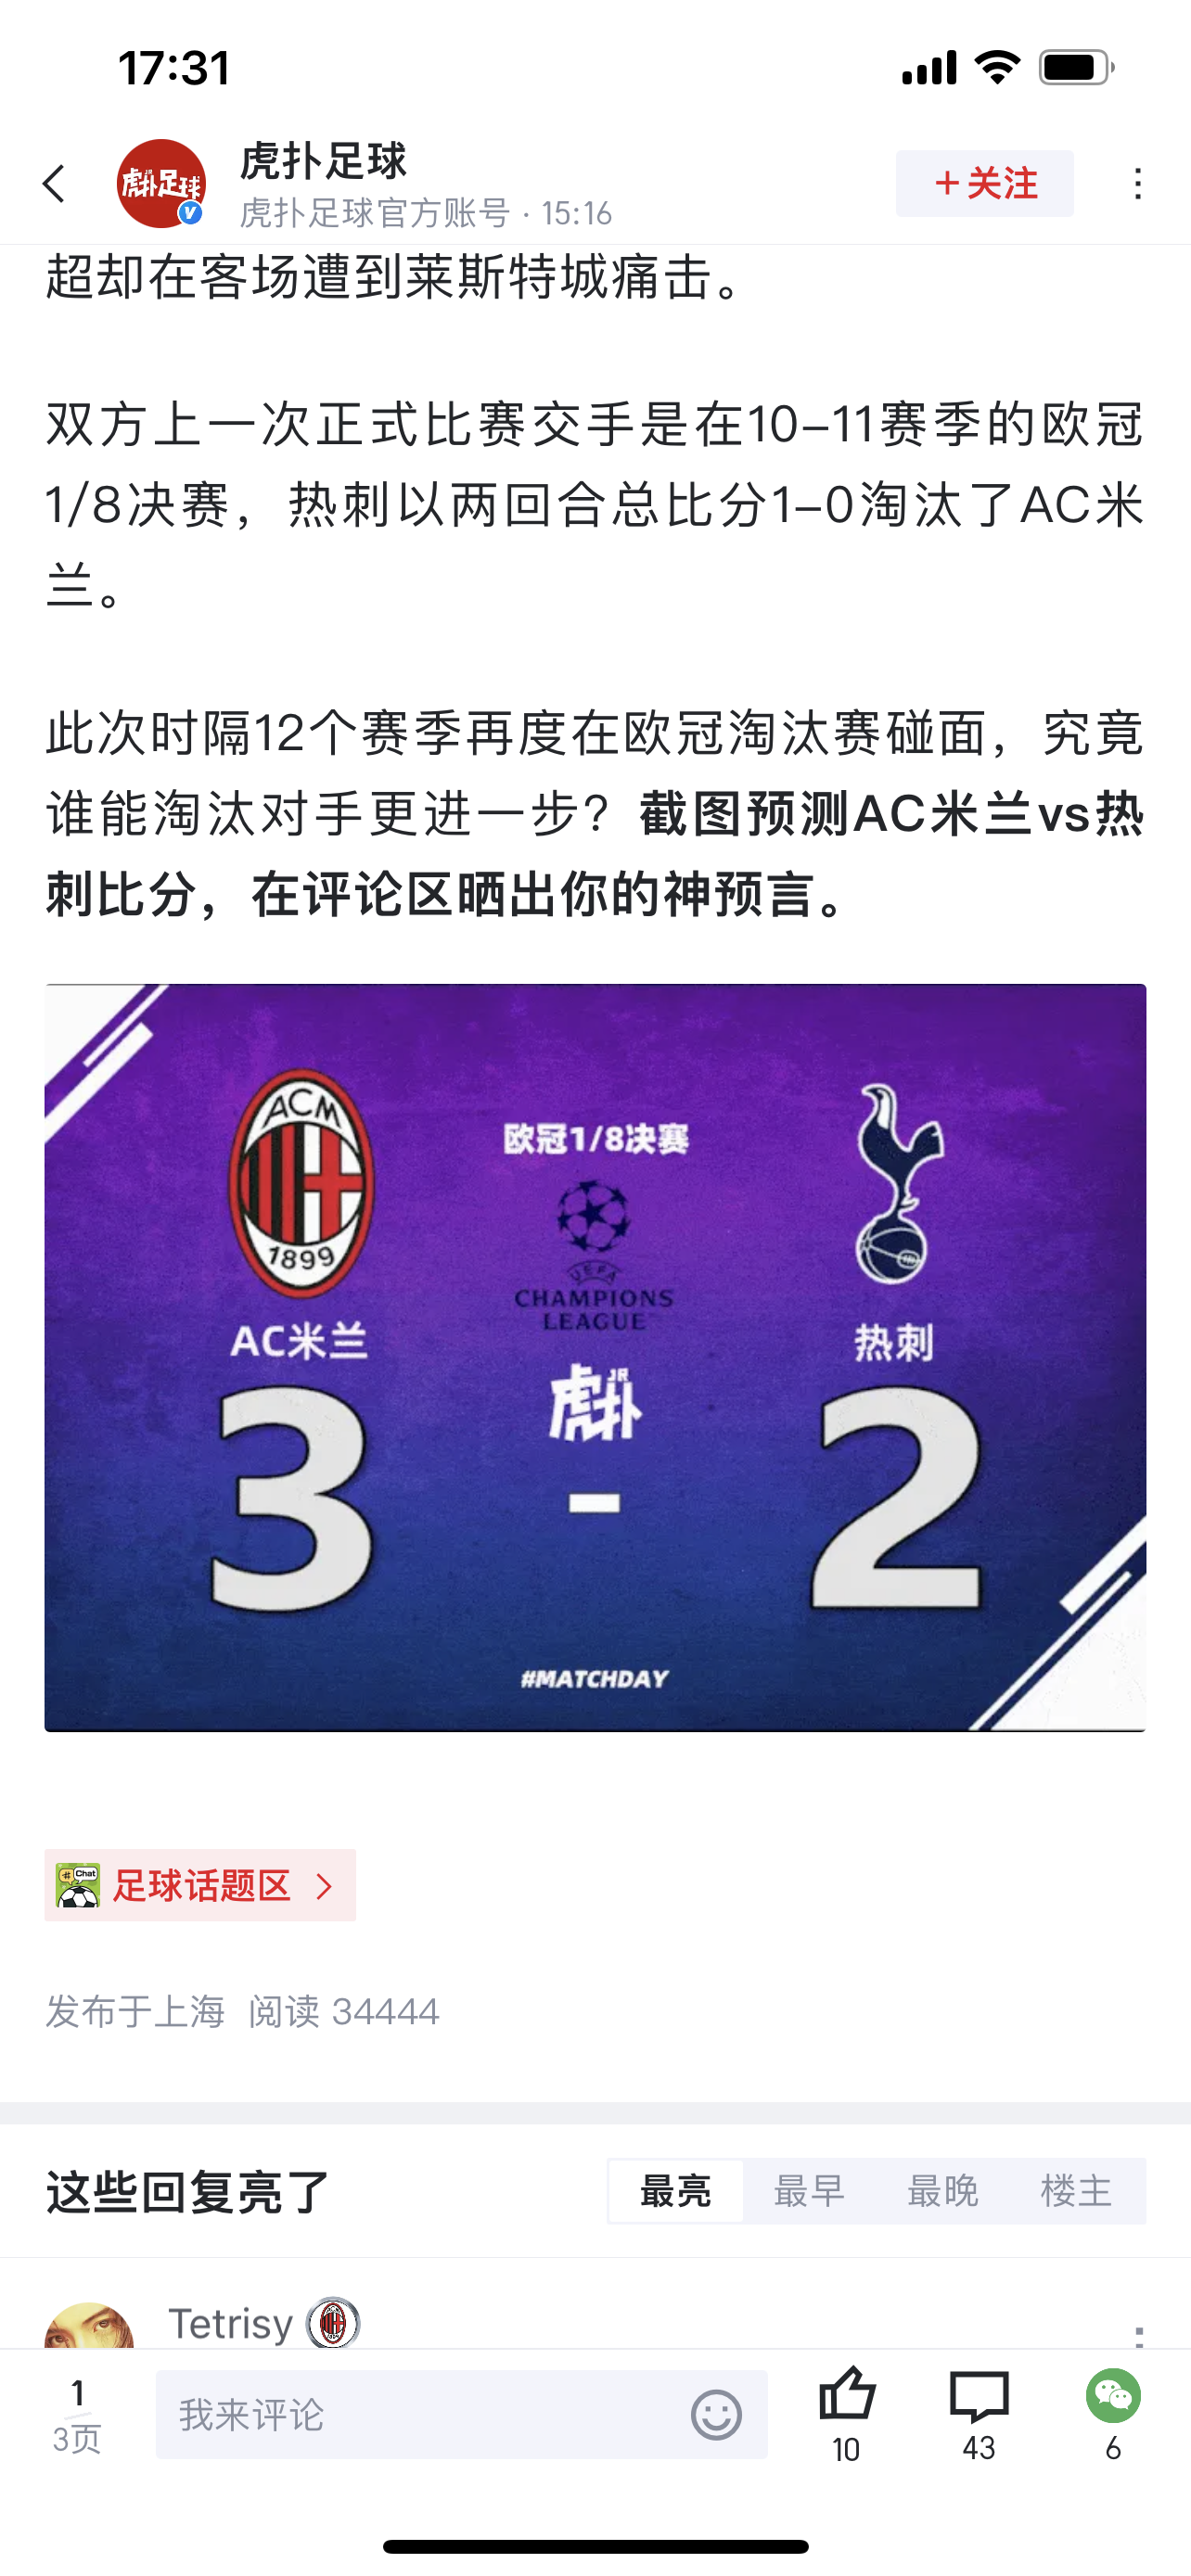 17:31
虎扑足球
虎扑足球
虎扑足球官方账号 · 15:16
+关注
超却在客场遭到莱斯特城痛击。
双方上一次正式比赛交手是在10-11赛季的欧冠
1/8决赛，热刺以两回合总比分1-0淘汰了AC米
兰。
此次时隔12个赛季再度在欧冠淘汰赛碰面，究竟
谁能淘汰对手更进一步？截图预测AC米兰vs热
刺比分，在评论区晒出你的神预言。
ACM
1899
欧冠1/8决赛
UEFA
CHAMPIONS
LEAGUE
AC米兰
热刺
虎扑JR
3 - 2
#MATCHDAY
# Chat
足球话题区
发布于上海 阅读 34444
这些回复亮了
最亮 最早 最晚 楼主
Tetrisy
1
3页
我来评论
10
43
6